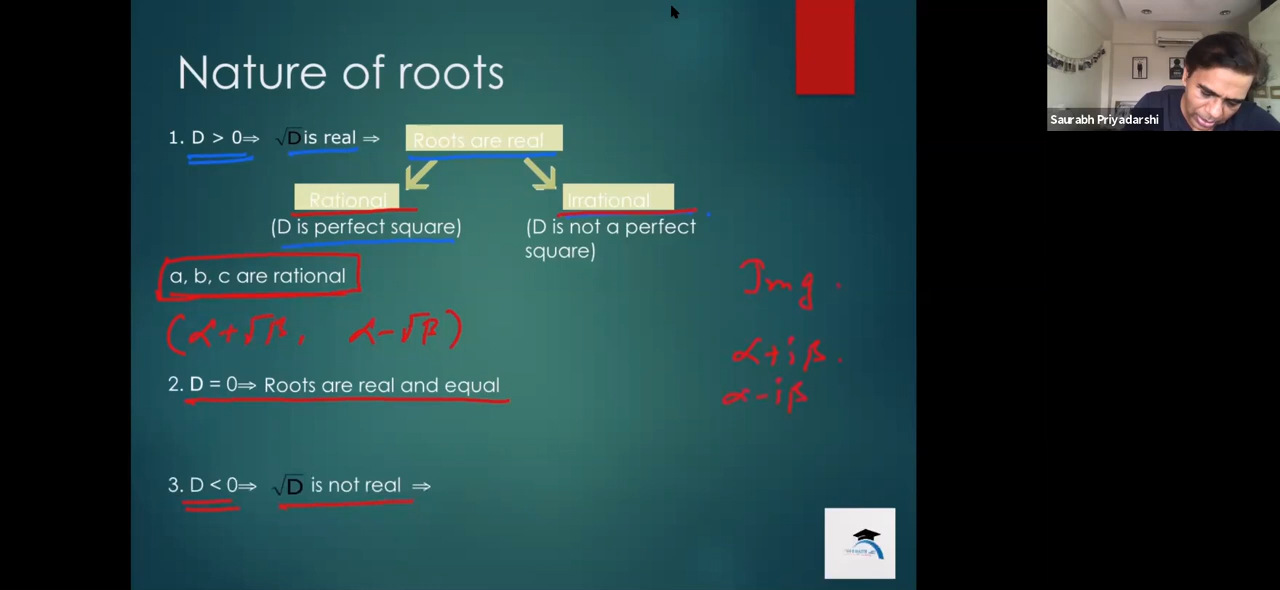 Nature of roots
1. D > 0⇒ √D is real ⇒ Roots are real
Rational Irrational
(D is perfect square) (D is not a perfect
square)
a, b, c are rational
Img.
(α+√β, α-√β)
α+iβ.
α-iβ
2. D = 0⇒ Roots are real and equal
3. D < 0⇒ √D is not real ⇒
Saurabh Priyadarshi